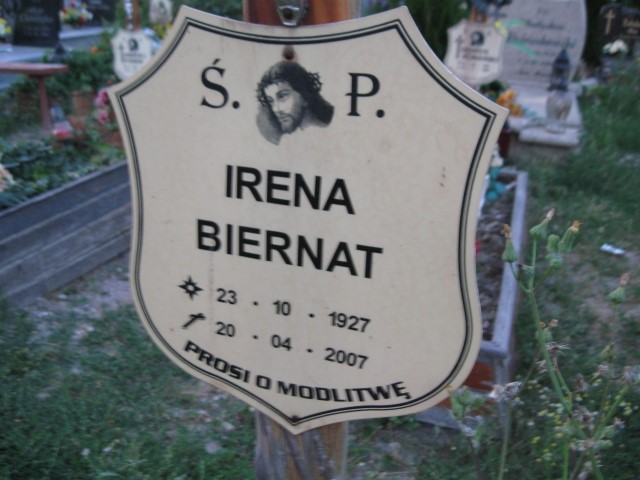 Ś. P.
IRENA
BIERNAT
23 · 10 · 1927
20 · 04 · 2007
PROSI O MODLITWĘ